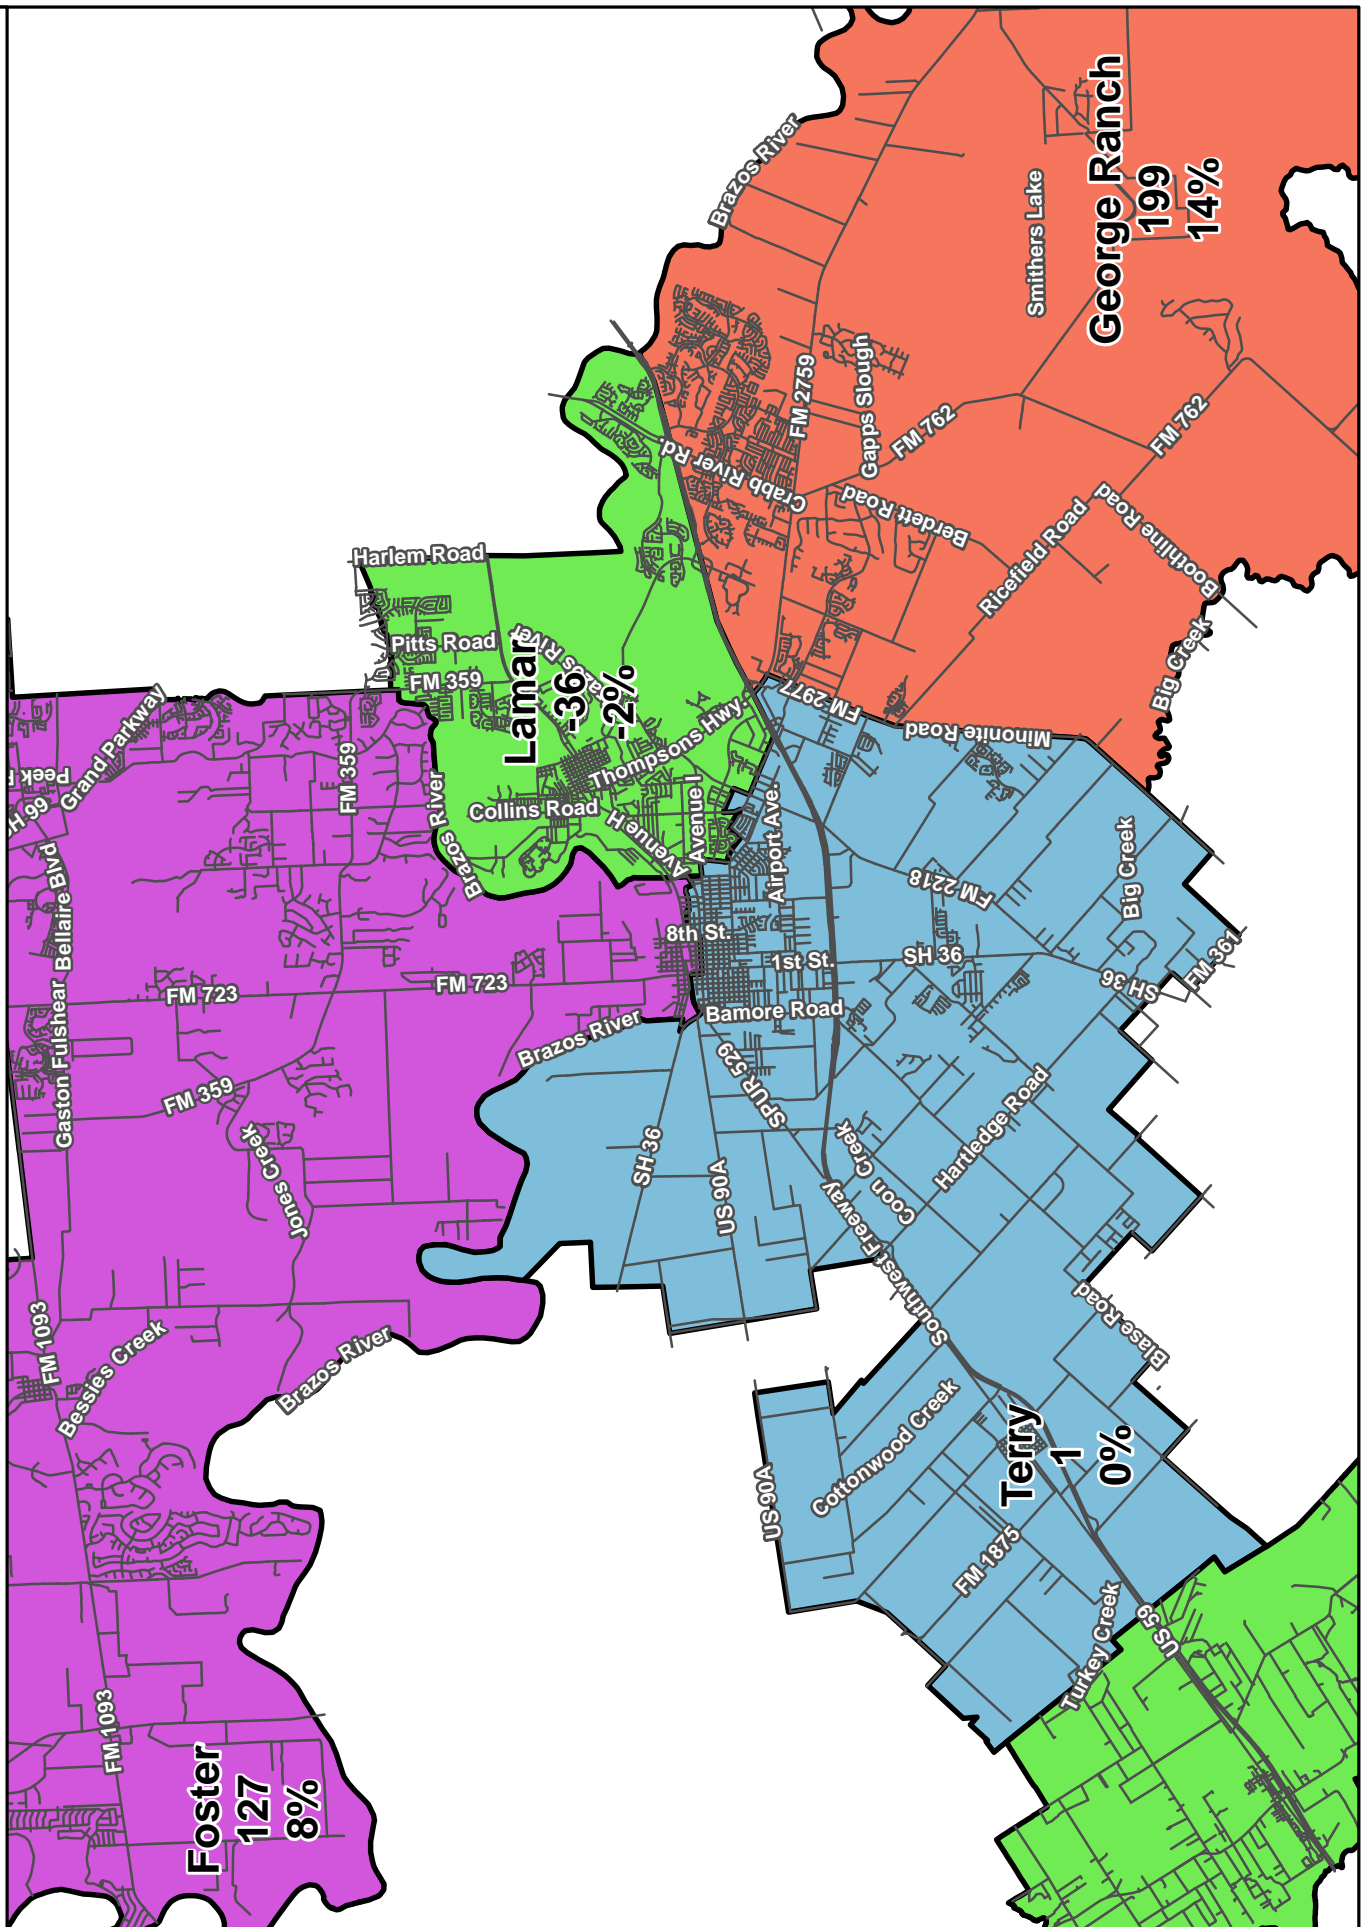 Brazos River
George Ranch
199
14%
Smithers Lake
FM 2759
Gapps Slough
FM 762
FM 762
Crabb River Rd.
Berdett Road
Ricefield Road
Boothline Road
Big Creek
Harlem Road
Pitts Road
FM 359
Lamar
-36
-2%
Thompsons Hwy.
Collins Road
Avenue H
Avenue I
FM 2977
Minonite Road
Grand Parkway
SH 99
FM 359
Brazos River
Brazos River
Bellaire Blvd
Gaston Fulshear
Airport Ave.
FM 2218
Big Creek
8th St.
1st St.
SH 36
SH 36
FM 361
FM 723
FM 723
Bamore Road
Brazos River
SPUR 529
FM 359
Jones Creek
SH 36
US 90A
Coon Creek
Hartledge Road
Southwest Freeway
Blase Road
FM 1093
Bessies Creek
Brazos River
US 90A
Cottonwood Creek
Terry
1
0%
FM 1875
Turkey Creek
US 59
FM 1093
Foster
127
8%